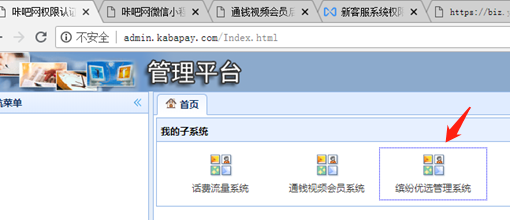 咔吧网权限认证
咔吧网微信小程
通钱视频会员后
新客服系统权限
https://biz.
不安全 admin.kabapay.com/Index.html
管理平台
航菜单
首页
我的子系统
话费流量系统
通钱视频会员系统
缤纷优选管理系统